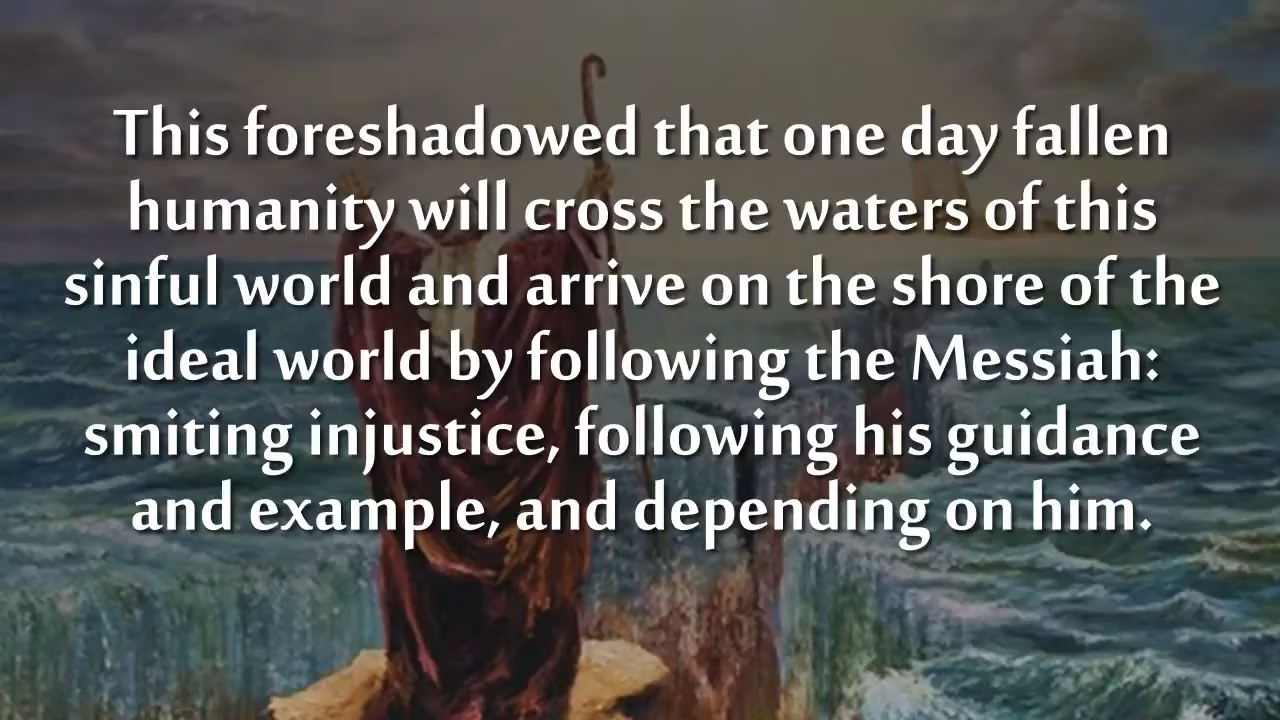 This foreshadowed that one day fallen
humanity will cross the waters of this
sinful world and arrive on the shore of the
ideal world by following the Messiah:
smiting injustice, following his guidance
and example, and depending on him.